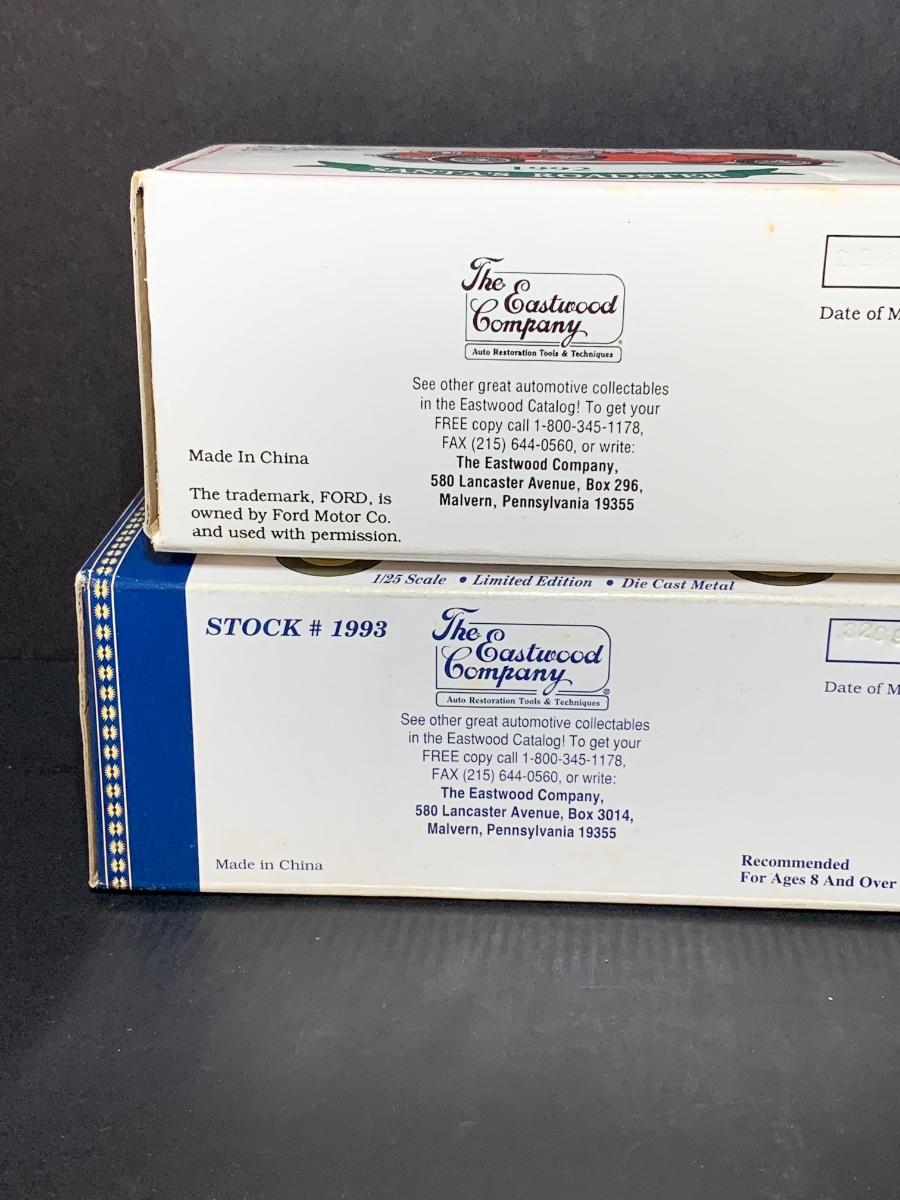 1992
SANTA'S ROADSTER
The
Eastwood
Company
Auto Restoration Tools & Techniques
Date of M
See other great automotive collectables
in the Eastwood Catalog! To get your
FREE copy call 1-800-345-1178,
FAX (215) 644-0560, or write:
The Eastwood Company,
580 Lancaster Avenue, Box 296,
Malvern, Pennsylvania 19355
Made In China
The trademark, FORD, is
owned by Ford Motor Co.
and used with permission.
1/25 Scale • Limited Edition • Die Cast Metal
STOCK # 1993
The
Eastwood
Company
®
Auto Restoration Tools & Techniques
Date of M
See other great automotive collectables
in the Eastwood Catalog! To get your
FREE copy call 1-800-345-1178,
FAX (215) 644-0560, or write:
The Eastwood Company,
580 Lancaster Avenue, Box 3014,
Malvern, Pennsylvania 19355
Made in China
Recommended
For Ages 8 And Over